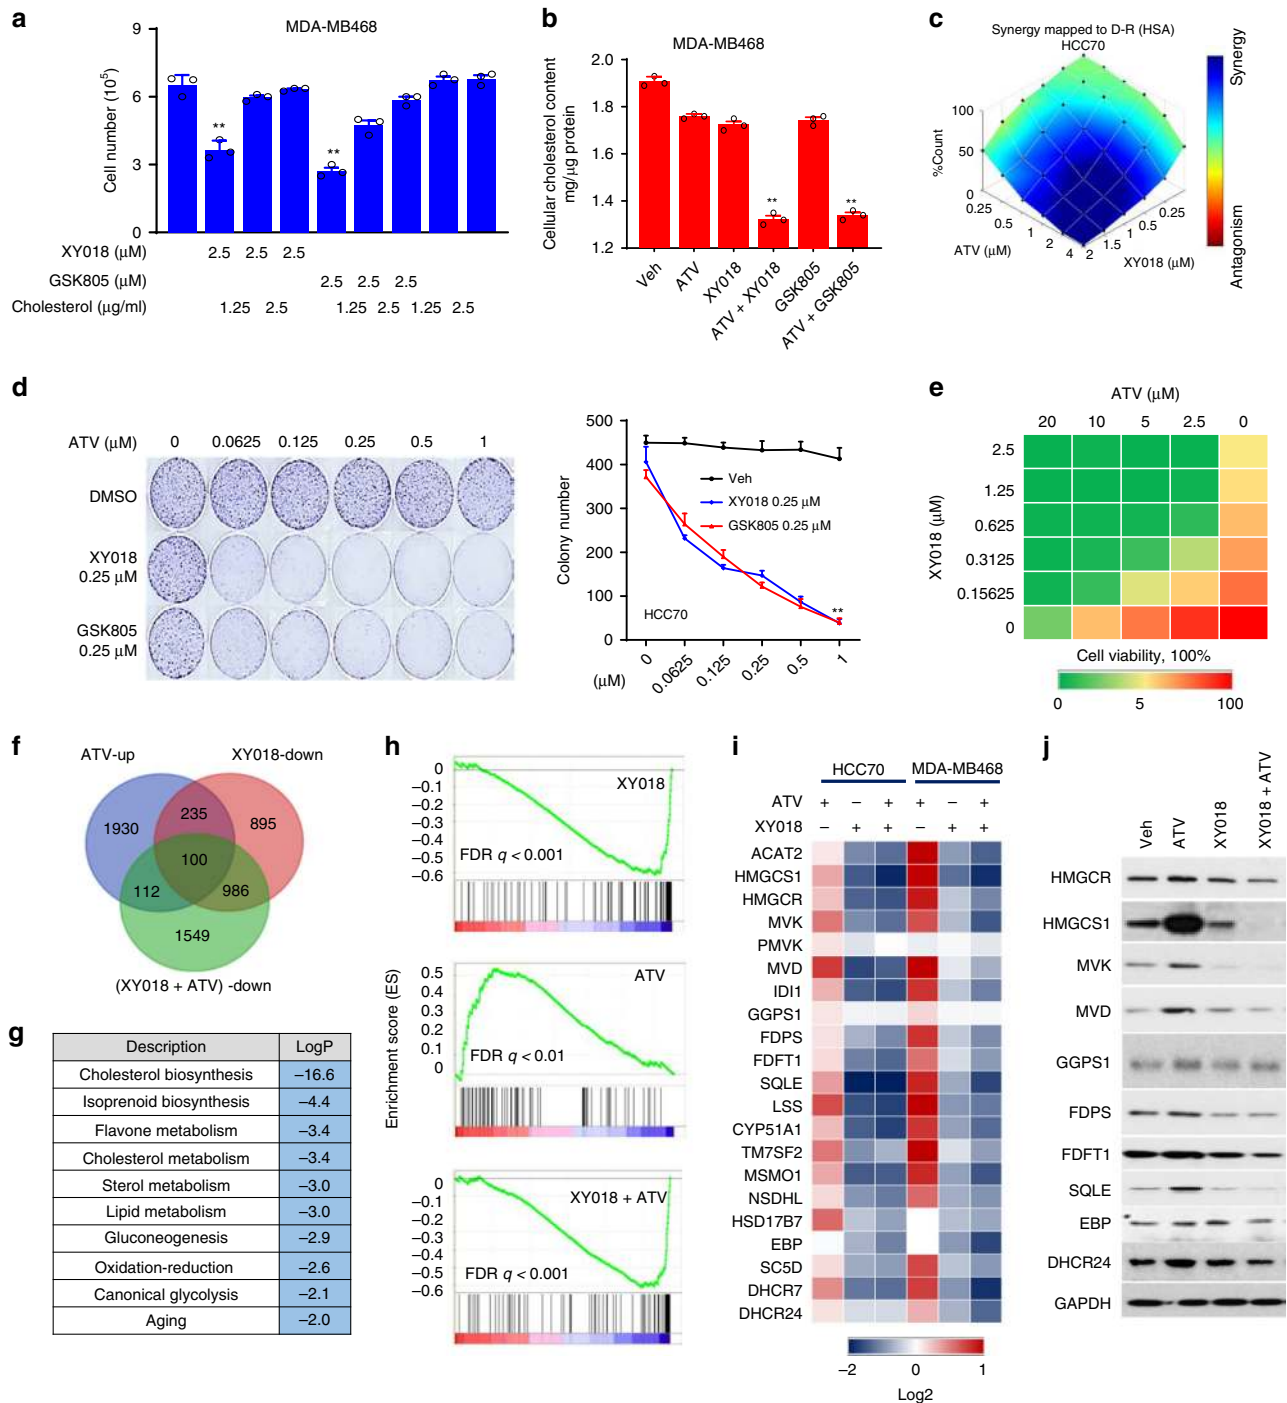 a
MDA-MB468
Cell number (10⁵)
9
6
3
0
**
**
XY018 (μM)
2.5 2.5 2.5
GSK805 (μM)
2.5 2.5 2.5
Cholesterol (μg/ml)
1.25 2.5 1.25 2.5 1.25 2.5
b
MDA-MB468
Cellular cholesterol content
mg/μg protein
2.0
1.8
1.6
1.4
1.2
**
**
Veh
ATV
XY018
ATV + XY018
GSK805
ATV + GSK805
c
Synergy mapped to D-R (HSA)
HCC70
%Count
100
50
0
0.25
0.5
1
2
4
ATV (μM)
2
1.5
1
0.5
0.25
XY018 (μM)
Synergy
Antagonism
d
ATV (μM) 0 0.0625 0.125 0.25 0.5 1
DMSO
XY018
0.25 μM
GSK805
0.25 μM
Colony number
500
400
300
200
100
0
Veh
XY018 0.25 μM
GSK805 0.25 μM
HCC70
**
(μM)
0 0.0625 0.125 0.25 0.5 1
e
ATV (μM)
20 10 5 2.5 0
XY018 (μM)
2.5
1.25
0.625
0.3125
0.15625
0
Cell viability, 100%
0 5 100
f
ATV-up
XY018-down
1930
235
895
100
112
986
1549
(XY018 + ATV) -down
g
Description LogP
Cholesterol biosynthesis −16.6
Isoprenoid biosynthesis −4.4
Flavone metabolism −3.4
Cholesterol metabolism −3.4
Sterol metabolism −3.0
Lipid metabolism −3.0
Gluconeogenesis −2.9
Oxidation-reduction −2.6
Canonical glycolysis −2.1
Aging −2.0
h
Enrichment score (ES)
0
−0.1
−0.2
−0.3
−0.4
−0.5
−0.6
XY018
FDR q < 0.001
0.5
0.4
0.3
0.2
0.1
0
ATV
FDR q < 0.01
0
−0.1
−0.2
−0.3
−0.4
−0.5
−0.6
XY018 + ATV
FDR q < 0.001
i
HCC70 MDA-MB468
ATV + − + + − +
XY018 − + + − + +
ACAT2
HMGCS1
HMGCR
MVK
PMVK
MVD
IDI1
GGPS1
FDPS
FDFT1
SQLE
LSS
CYP51A1
TM7SF2
MSMO1
NSDHL
HSD17B7
EBP
SC5D
DHCR7
DHCR24
−2 0 1
Log2
j
Veh
ATV
XY018
XY018 + ATV
HMGCR
HMGCS1
MVK
MVD
GGPS1
FDPS
FDFT1
SQLE
EBP
DHCR24
GAPDH